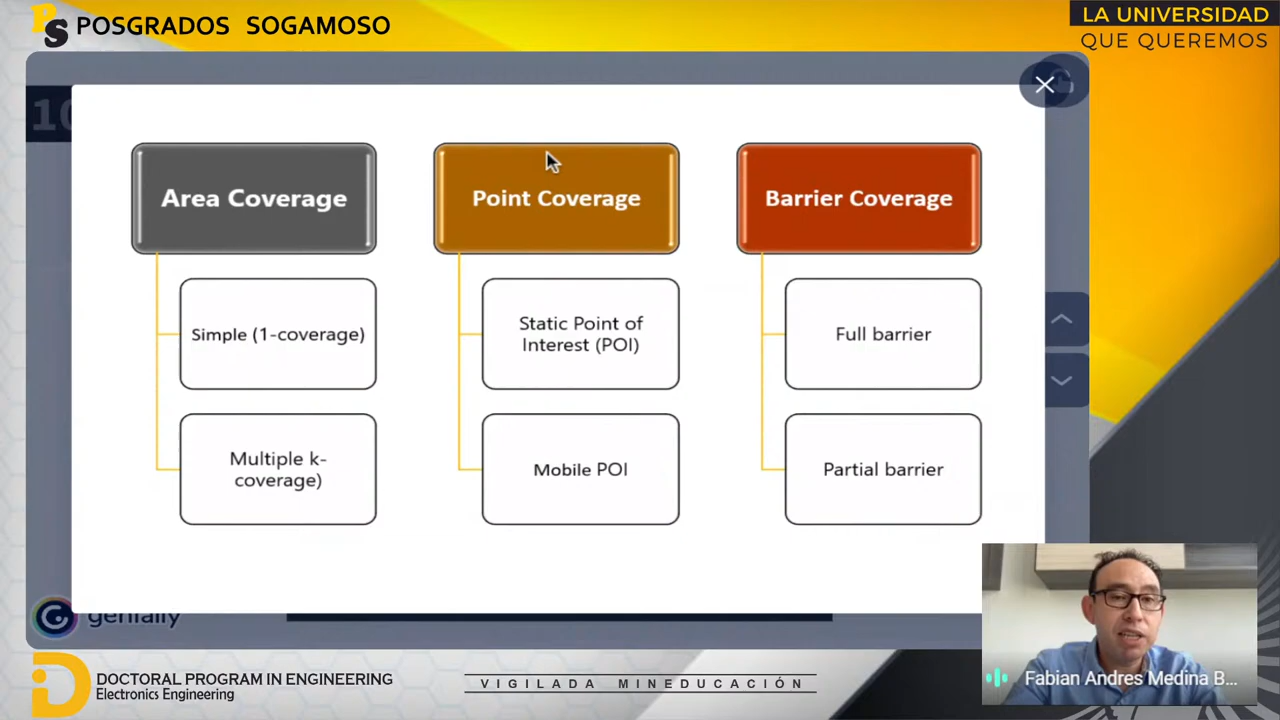 PS POSGRADOS SOGAMOSO
LA UNIVERSIDAD
QUE QUEREMOS
10
Area Coverage
Point Coverage
Barrier Coverage
Simple (1-coverage)
Static Point of
Interest (POI)
Full barrier
Multiple k-
coverage)
Mobile POI
Partial barrier
genially
DOCTORAL PROGRAM IN ENGINEERING
Electronics Engineering
VIGILADA MINEDUCACIÓN
Fabian Andres Medina B...